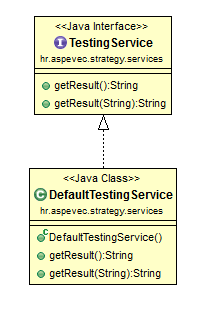 <<Java Interface>>
TestingService
hr.aspevec.strategy.services
getResult():String
getResult(String):String
<<Java Class>>
DefaultTestingService
hr.aspevec.strategy.services
DefaultTestingService()
getResult():String
getResult(String):String